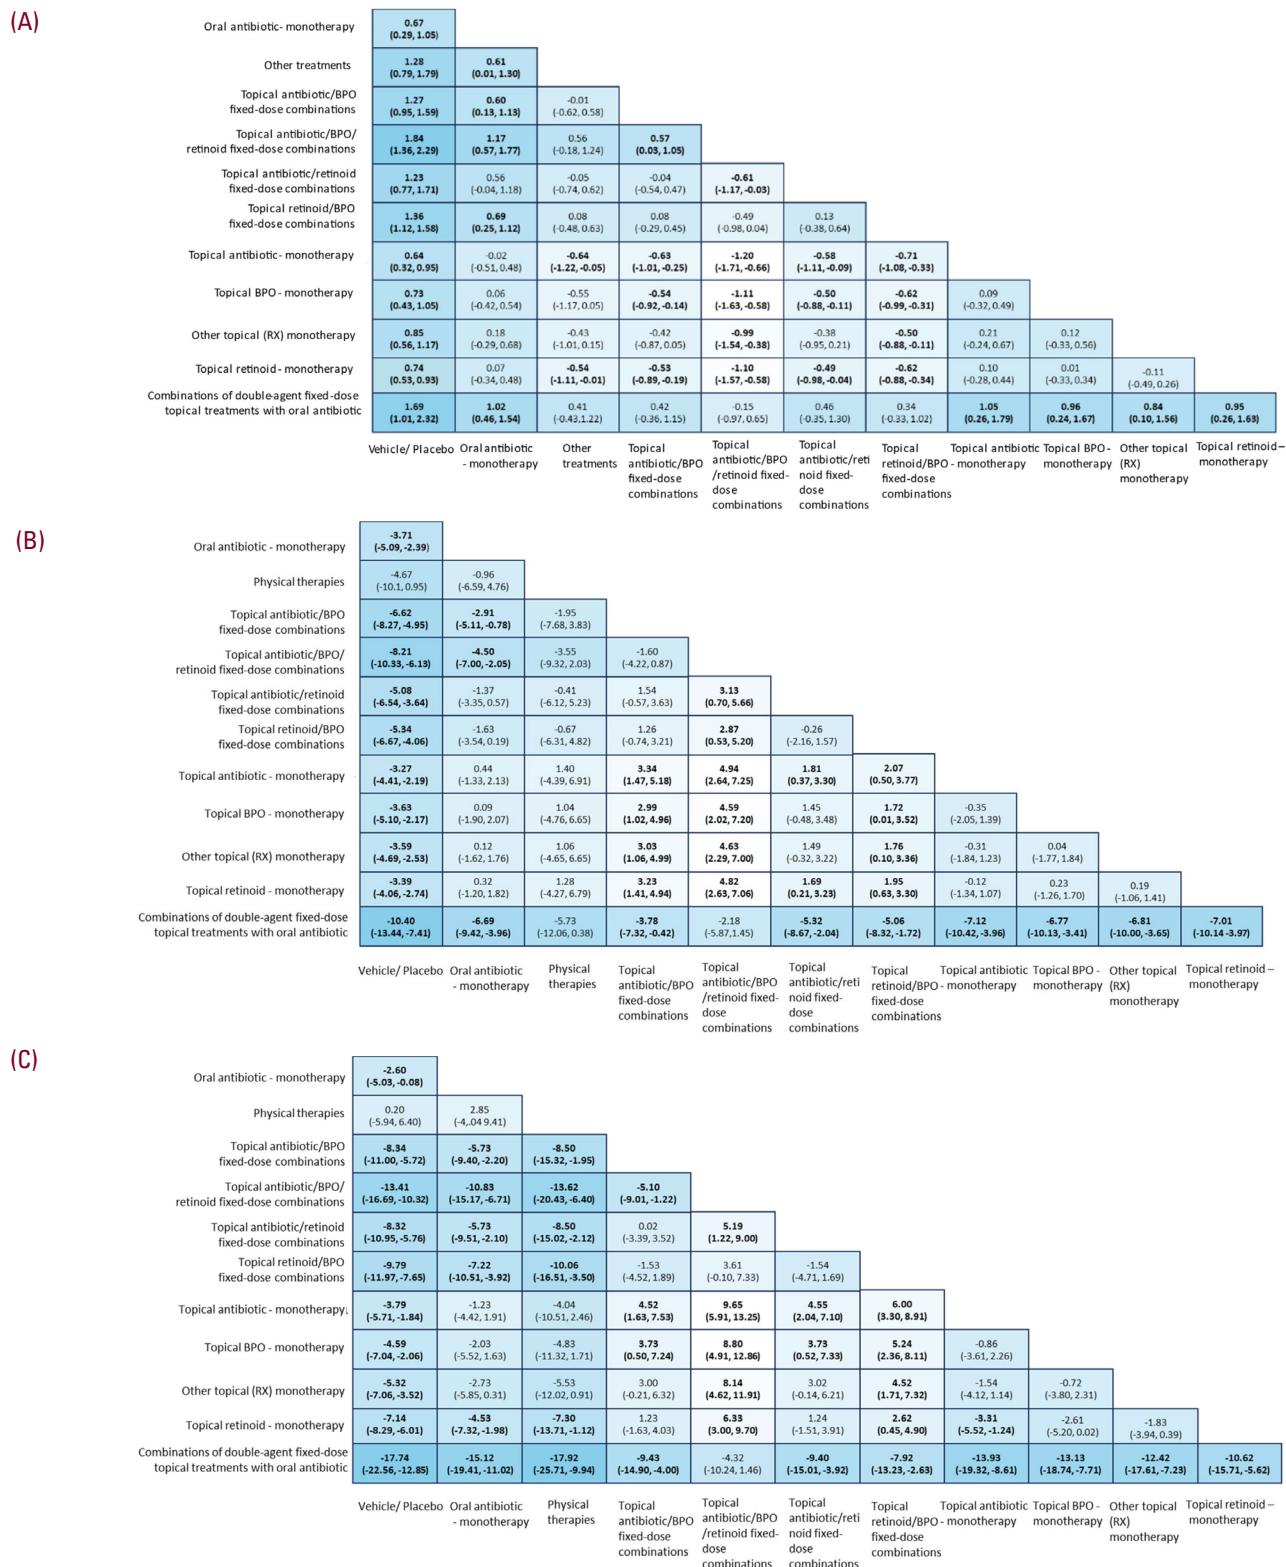 (A)
Oral antibiotic- monotherapy
0.67
(0.29, 1.05)
Other treatments
1.28
(0.79, 1.79)
0.61
(0.01, 1.30)
Topical antibiotic/BPO
fixed-dose combinations
1.27
(0.95, 1.59)
0.60
(0.13, 1.13)
-0.01
(-0.62, 0.58)
Topical antibiotic/BPO/
retinoid fixed-dose combinations
1.84
(1.36, 2.29)
1.17
(0.57, 1.77)
0.56
(-0.18, 1.24)
0.57
(0.03, 1.05)
Topical antibiotic/retinoid
fixed-dose combinations
1.23
(0.77, 1.71)
0.56
(-0.04, 1.18)
-0.05
(-0.74, 0.62)
-0.04
(-0.54, 0.47)
-0.61
(-1.17, -0.03)
Topical retinoid/BPO
fixed-dose combinations
1.36
(1.12, 1.58)
0.69
(0.25, 1.12)
0.08
(-0.48, 0.63)
0.08
(-0.29, 0.45)
-0.49
(-0.98, 0.04)
0.13
(-0.38, 0.64)
Topical antibiotic- monotherapy
0.64
(0.32, 0.95)
-0.02
(-0.51, 0.48)
-0.64
(-1.22, -0.05)
-0.63
(-1.01, -0.25)
-1.20
(-1.71, -0.66)
-0.58
(-1.11, -0.09)
-0.71
(-1.08, -0.33)
Topical BPO - monotherapy
0.73
(0.43, 1.05)
0.06
(-0.42, 0.54)
-0.55
(-1.17, 0.05)
-0.54
(-0.92, -0.14)
-1.11
(-1.63, -0.58)
-0.50
(-0.88, -0.11)
-0.62
(-0.99, -0.31)
0.09
(-0.32, 0.49)
Other topical (RX) monotherapy
0.85
(0.56, 1.17)
0.18
(-0.29, 0.68)
-0.43
(-1.01, 0.15)
-0.42
(-0.87, 0.05)
-0.99
(-1.54, -0.38)
-0.38
(-0.95, 0.21)
-0.50
(-0.88, -0.11)
0.21
(-0.24, 0.67)
0.12
(-0.33, 0.56)
Topical retinoid - monotherapy
0.74
(0.53, 0.93)
0.07
(-0.34, 0.48)
-0.54
(-1.11, -0.01)
-0.53
(-0.89, -0.19)
-1.10
(-1.57, -0.58)
-0.49
(-0.98, -0.04)
-0.62
(-0.88, -0.34)
0.10
(-0.28, 0.44)
0.01
(-0.33, 0.34)
-0.11
(-0.49, 0.26)
Combinations of double-agent fixed-dose
topical treatments with oral antibiotic
1.69
(1.01, 2.32)
1.02
(0.46, 1.54)
0.41
(-0.43,1.22)
0.42
(-0.36, 1.15)
-0.15
(-0.97, 0.65)
0.46
(-0.35, 1.30)
0.34
(-0.33, 1.02)
1.05
(0.26, 1.79)
0.96
(0.24, 1.67)
0.84
(0.10, 1.56)
0.95
(0.26, 1.63)
Vehicle/ Placebo
Oral antibiotic
- monotherapy
Other
treatments
Topical
antibiotic/BPO
fixed-dose
combinations
Topical
antibiotic/BPO
/retinoid fixed-
dose
combinations
Topical
antibiotic/reti
noid fixed-
dose
combinations
Topical
retinoid/BPO
fixed-dose
combinations
Topical antibiotic
- monotherapy
Topical BPO -
monotherapy
Other topical
(RX)
monotherapy
Topical retinoid –
monotherapy
(B)
Oral antibiotic - monotherapy
-3.71
(-5.09, -2.39)
Physical therapies
-4.67
(-10.1, 0.95)
-0.96
(-6.59, 4.76)
Topical antibiotic/BPO
fixed-dose combinations
-6.62
(-8.27, -4.95)
-2.91
(-5.11, -0.78)
-1.95
(-7.68, 3.83)
Topical antibiotic/BPO/
retinoid fixed-dose combinations
-8.21
(-10.33, -6.13)
-4.50
(-7.00, -2.05)
-3.55
(-9.32, 2.03)
-1.60
(-4.22, 0.87)
Topical antibiotic/retinoid
fixed-dose combinations
-5.08
(-6.54, -3.64)
-1.37
(-3.35, 0.57)
-0.41
(-6.12, 5.23)
1.54
(-0.57, 3.63)
3.13
(0.70, 5.66)
Topical retinoid/BPO
fixed-dose combinations
-5.34
(-6.67, -4.06)
-1.63
(-3.54, 0.19)
-0.67
(-6.31, 4.82)
1.26
(-0.74, 3.21)
2.87
(0.53, 5.20)
-0.26
(-2.16, 1.57)
Topical antibiotic - monotherapy
-3.27
(-4.41, -2.19)
0.44
(-1.33, 2.13)
1.40
(-4.39, 6.91)
3.34
(1.47, 5.18)
4.94
(2.64, 7.25)
1.81
(0.37, 3.30)
2.07
(0.50, 3.77)
Topical BPO - monotherapy
-3.63
(-5.10, -2.17)
0.09
(-1.90, 2.07)
1.04
(-4.76, 6.65)
2.99
(1.02, 4.96)
4.59
(2.02, 7.20)
1.45
(-0.48, 3.48)
1.72
(0.01, 3.52)
-0.35
(-2.05, 1.39)
Other topical (RX) monotherapy
-3.59
(-4.69, -2.53)
0.12
(-1.62, 1.76)
1.06
(-4.65, 6.65)
3.03
(1.06, 4.99)
4.63
(2.29, 7.00)
1.49
(-0.32, 3.22)
1.76
(0.10, 3.36)
-0.31
(-1.84, 1.23)
0.04
(-1.77, 1.84)
Topical retinoid - monotherapy
-3.39
(-4.06, -2.74)
0.32
(-1.20, 1.82)
1.28
(-4.27, 6.79)
3.23
(1.41, 4.94)
4.82
(2.63, 7.06)
1.69
(0.21, 3.23)
1.95
(0.63, 3.30)
-0.12
(-1.34, 1.07)
0.23
(-1.26, 1.70)
0.19
(-1.06, 1.41)
Combinations of double-agent fixed-dose
topical treatments with oral antibiotic
-10.40
(-13.44, -7.41)
-6.69
(-9.42, -3.96)
-5.73
(-12.06, 0.38)
-3.78
(-7.32, -0.42)
-2.18
(-5.87,1.45)
-5.32
(-8.67, -2.04)
-5.06
(-8.32, -1.72)
-7.12
(-10.42, -3.96)
-6.77
(-10.13, -3.41)
-6.81
(-10.00, -3.65)
-7.01
(-10.14 -3.97)
Vehicle/ Placebo
Oral antibiotic
- monotherapy
Physical
therapies
Topical
antibiotic/BPO
fixed-dose
combinations
Topical
antibiotic/BPO
/retinoid fixed-
dose
combinations
Topical
antibiotic/reti
noid fixed-
dose
combinations
Topical
retinoid/BPO
fixed-dose
combinations
Topical antibiotic
- monotherapy
Topical BPO -
monotherapy
Other topical
(RX)
monotherapy
Topical retinoid –
monotherapy
(C)
Oral antibiotic - monotherapy
-2.60
(-5.03, -0.08)
Physical therapies
0.20
(-5.94, 6.40)
2.85
(-4,.04 9.41)
Topical antibiotic/BPO
fixed-dose combinations
-8.34
(-11.00, -5.72)
-5.73
(-9.40, -2.20)
-8.50
(-15.32, -1.95)
Topical antibiotic/BPO/
retinoid fixed-dose combinations
-13.41
(-16.69, -10.32)
-10.83
(-15.17, -6.71)
-13.62
(-20.43, -6.40)
-5.10
(-9.01, -1.22)
Topical antibiotic/retinoid
fixed-dose combinations
-8.32
(-10.95, -5.76)
-5.73
(-9.51, -2.10)
-8.50
(-15.02, -2.12)
0.02
(-3.39, 3.52)
5.19
(1.22, 9.00)
Topical retinoid/BPO
fixed-dose combinations
-9.79
(-11.97, -7.65)
-7.22
(-10.51, -3.92)
-10.06
(-16.51, -3.50)
-1.53
(-4.52, 1.89)
3.61
(-0.10, 7.33)
-1.54
(-4.71, 1.69)
Topical antibiotic - monotherapy
-3.79
(-5.71, -1.84)
-1.23
(-4.42, 1.91)
-4.04
(-10.51, 2.46)
4.52
(1.63, 7.53)
9.65
(5.91, 13.25)
4.55
(2.04, 7.10)
6.00
(3.30, 8.91)
Topical BPO - monotherapy
-4.59
(-7.04, -2.06)
-2.03
(-5.52, 1.63)
-4.83
(-11.32, 1.71)
3.73
(0.50, 7.24)
8.80
(4.91, 12.86)
3.73
(0.52, 7.33)
5.24
(2.36, 8.11)
-0.86
(-3.61, 2.26)
Other topical (RX) monotherapy
-5.32
(-7.06, -3.52)
-2.73
(-5.85, 0.31)
-5.53
(-12.02, 0.91)
3.00
(-0.21, 6.32)
8.14
(4.62, 11.91)
3.02
(-0.14, 6.21)
4.52
(1.71, 7.32)
-1.54
(-4.12, 1.14)
-0.72
(-3.80, 2.31)
Topical retinoid - monotherapy
-7.14
(-8.29, -6.01)
-4.53
(-7.32, -1.98)
-7.30
(-13.71, -1.12)
1.23
(-1.63, 4.03)
6.33
(3.00, 9.70)
1.24
(-1.51, 3.91)
2.62
(0.45, 4.90)
-3.31
(-5.52, -1.24)
-2.61
(-5.20, 0.02)
-1.83
(-3.94, 0.39)
Combinations of double-agent fixed-dose
topical treatments with oral antibiotic
-17.74
(-22.56, -12.85)
-15.12
(-19.41, -11.02)
-17.92
(-25.71, -9.94)
-9.43
(-14.90, -4.00)
-4.32
(-10.24, 1.46)
-9.40
(-15.01, -3.92)
-7.92
(-13.23, -2.63)
-13.93
(-19.32, -8.61)
-13.13
(-18.74, -7.71)
-12.42
(-17.61, -7.23)
-10.62
(-15.71, -5.62)
Vehicle/ Placebo
Oral antibiotic
- monotherapy
Physical
therapies
Topical
antibiotic/BPO
fixed-dose
combinations
Topical
antibiotic/BPO
/retinoid fixed-
dose
combinations
Topical
antibiotic/reti
noid fixed-
dose
combinations
Topical
retinoid/BPO
fixed-dose
combinations
Topical antibiotic
- monotherapy
Topical BPO -
monotherapy
Other topical
(RX)
monotherapy
Topical retinoid –
monotherapy